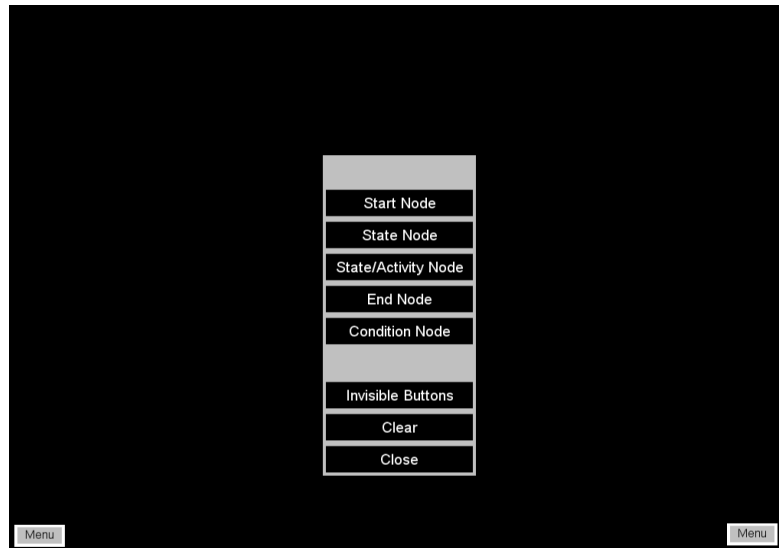 Start Node
State Node
State/Activity Node
End Node
Condition Node
Invisible Buttons
Clear
Close
Menu
Menu